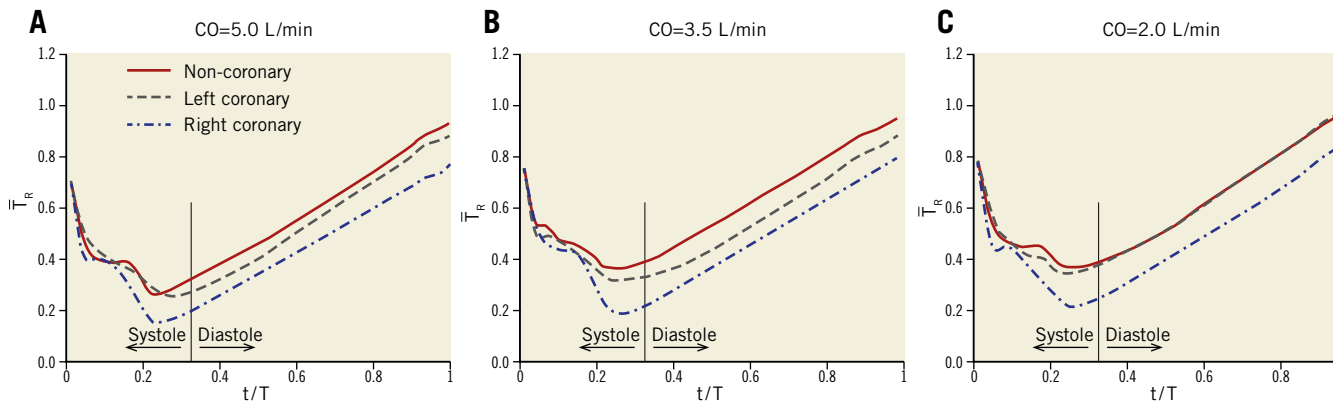 A
CO=5.0 L/min
1.2
1.0
0.8
0.6
0.4
0.2
0.0
T̿R
Non-coronary
Left coronary
Right coronary
Systole
Diastole
0
0.2
0.4
0.6
0.8
1
t/T
B
CO=3.5 L/min
1.2
1.0
0.8
0.6
0.4
0.2
0.0
T̿R
Systole
Diastole
0
0.2
0.4
0.6
0.8
1
t/T
C
CO=2.0 L/min
1.2
1.0
0.8
0.6
0.4
0.2
0.0
T̿R
Systole
Diastole
0
0.2
0.4
0.6
0.8
t/T